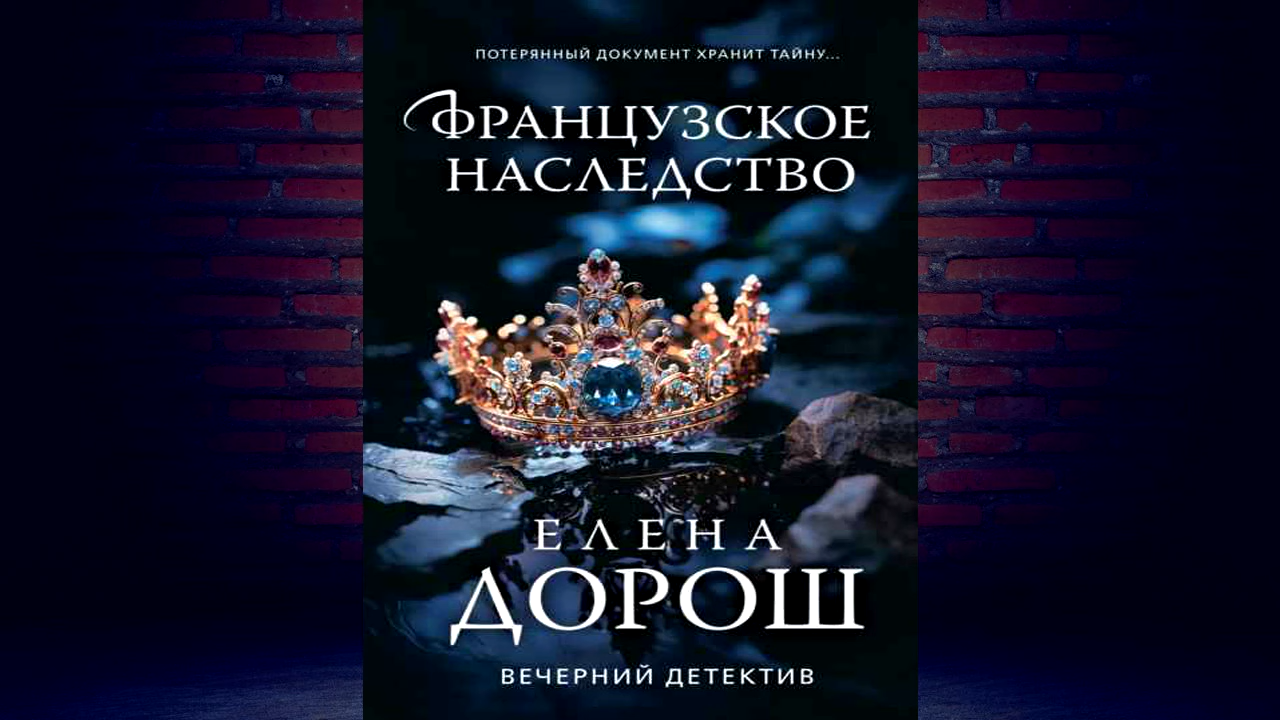 ПОТЕРЯННЫЙ ДОКУМЕНТ ХРАНИТ ТАЙНУ...
ФРАНЦУЗСКОЕ
НАСЛЕДСТВО
ЕЛЕНА
ДОРОШ
ВЕЧЕРНИЙ ДЕТЕКТИВ